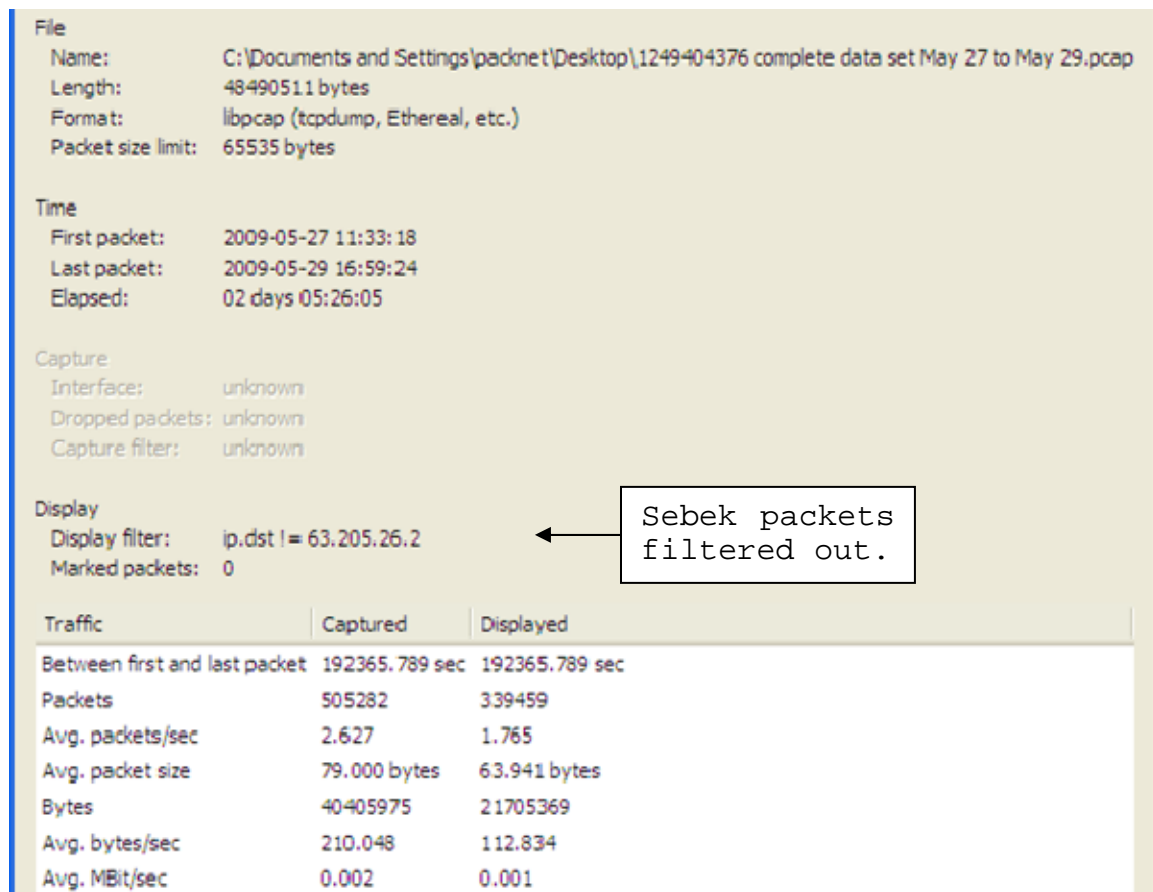 File
Name: C:\Documents and Settings\packnet\Desktop\1249404376 complete data set May 27 to May 29.pcap
Length: 48490511 bytes
Format: libpcap (tcpdump, Ethereal, etc.)
Packet size limit: 65535 bytes
Time
First packet: 2009-05-27 11:33:18
Last packet: 2009-05-29 16:59:24
Elapsed: 02 days 05:26:05
Capture
Interface: unknown
Dropped packets: unknown
Capture filter: unknown
Display
Display filter: ip.dst != 63.205.26.2
Marked packets: 0
Sebek packets
filtered out.
Traffic Captured Displayed
Between first and last packet 192365.789 sec 192365.789 sec
Packets 505282 339459
Avg. packets/sec 2.627 1.765
Avg. packet size 79.000 bytes 63.941 bytes
Bytes 40405975 21705369
Avg. bytes/sec 210.048 112.834
Avg. MBit/sec 0.002 0.001